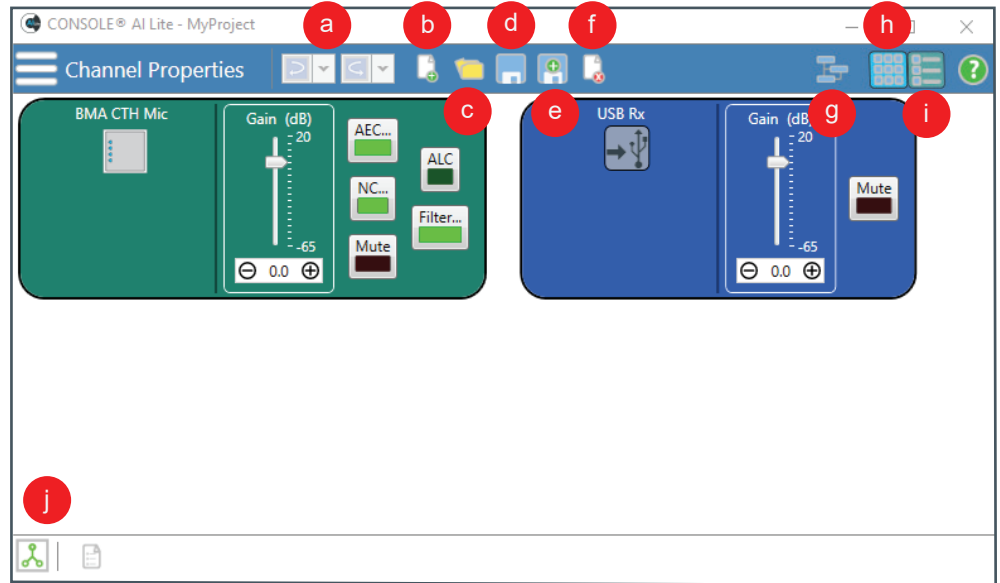 CONSOLE® AI Lite - MyProject
a
b
d
f
h
Channel Properties
?
c
e
g
i
BMA CTH Mic
Gain (dB)
20
-65
0.0
AEC...
NC...
Mute
ALC
Filter...
USB Rx
Gain (dB)
20
-65
0.0
Mute
j